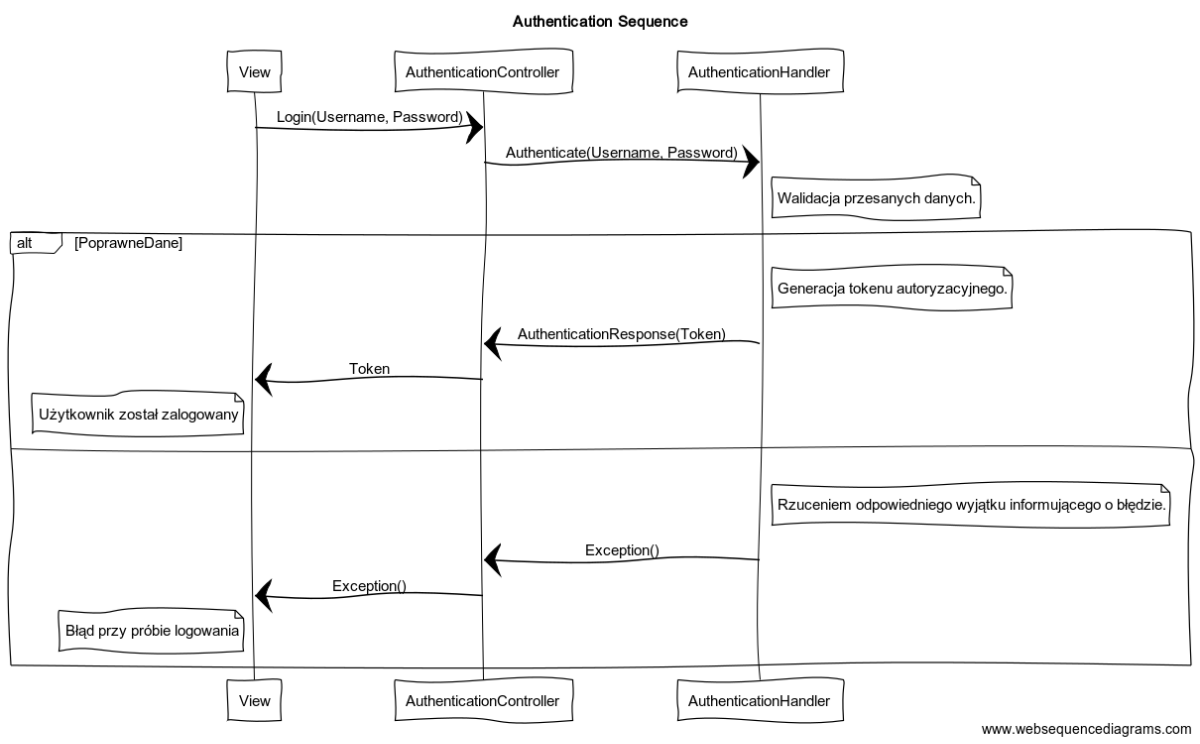 Authentication Sequence
View
AuthenticationController
AuthenticationHandler
Login(Username, Password)
Authenticate(Username, Password)
Walidacja przesanych danych.
alt
[PoprawneDane]
Generacja tokenu autoryzacyjnego.
AuthenticationResponse(Token)
Token
Użytkownik został zalogowany
Rzuceniem odpowiedniego wyjątku informującego o błędzie.
Exception()
Exception()
Błąd przy próbie logowania
View
AuthenticationController
AuthenticationHandler
www.websequencediagrams.com